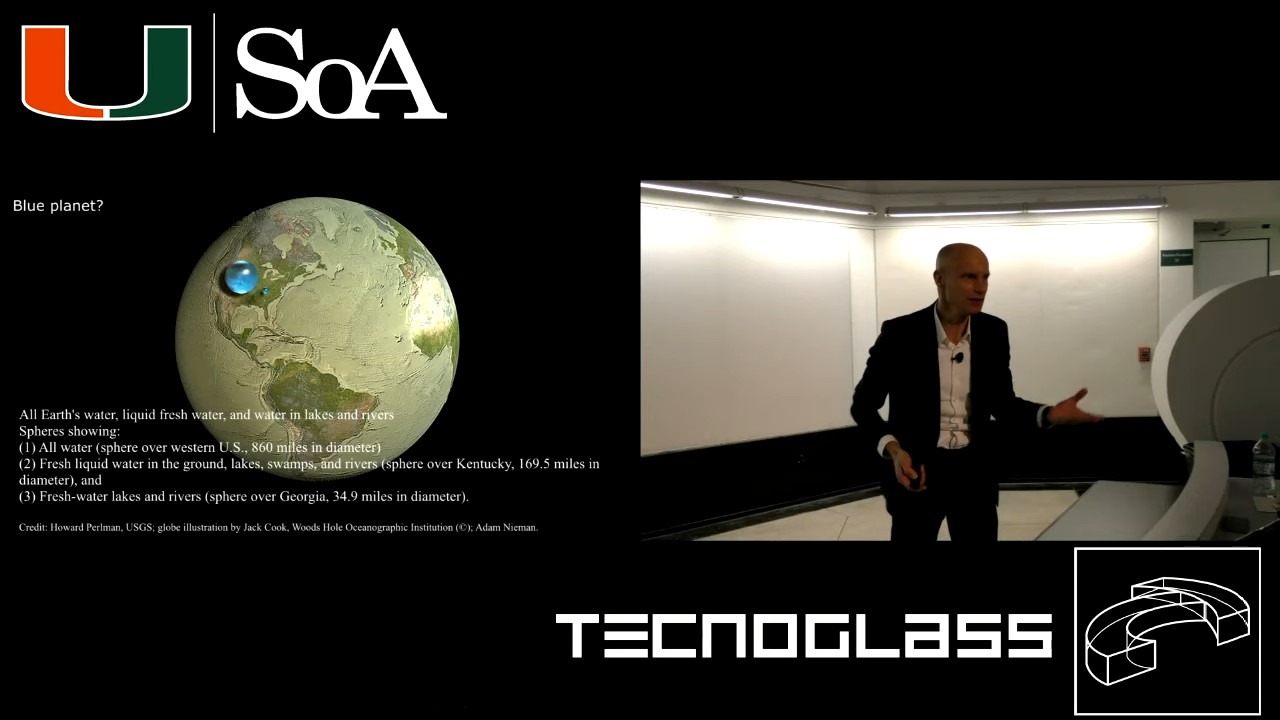 U
SoA
Blue planet?
All Earth's water, liquid fresh water, and water in lakes and rivers
Spheres showing:
(1) All water (sphere over western U.S., 860 miles in diameter)
(2) Fresh liquid water in the ground, lakes, swamps, and rivers (sphere over Kentucky, 169.5 miles in
diameter), and
(3) Fresh-water lakes and rivers (sphere over Georgia, 34.9 miles in diameter).
Credit: Howard Perlman, USGS; globe illustration by Jack Cook, Woods Hole Oceanographic Institution (©); Adam Nieman.
TECNOGLASS